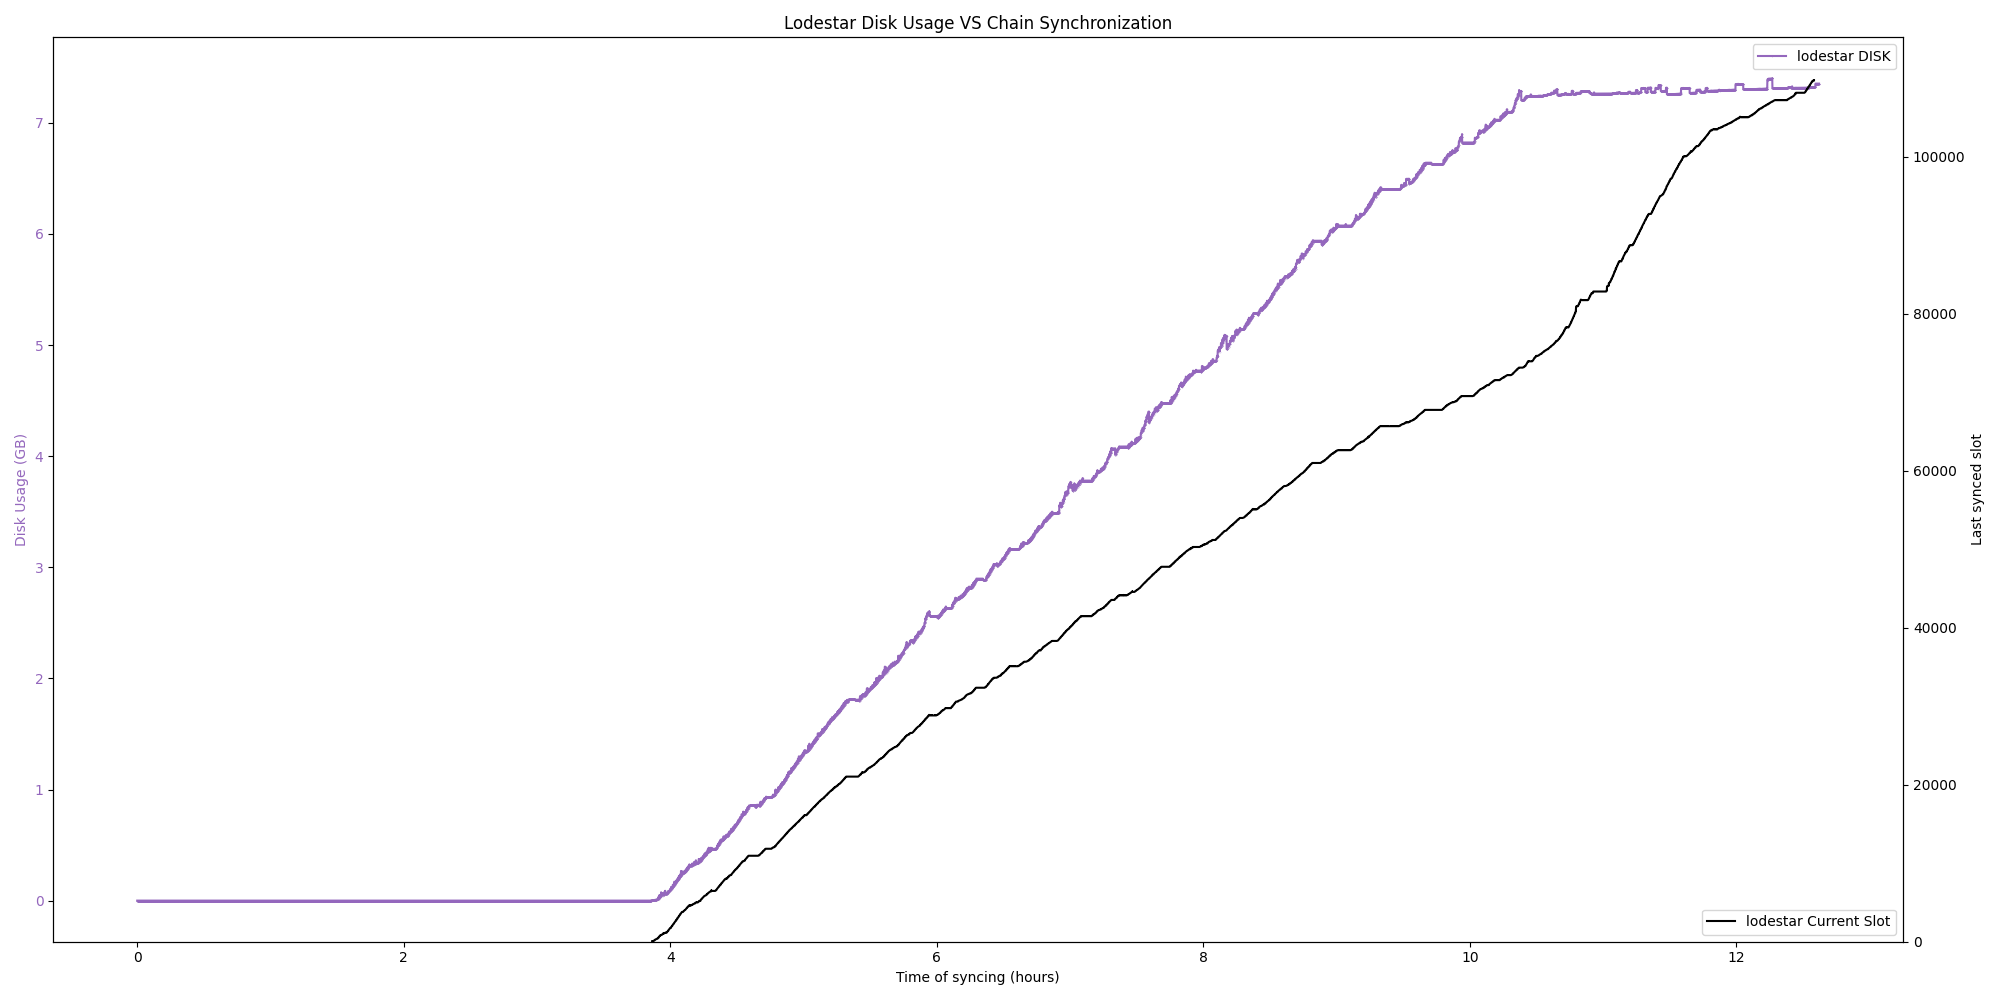 Lodestar Disk Usage VS Chain Synchronization
lodestar DISK
7
6
5
4
3
2
1
0
Disk Usage (GB)
100000
80000
60000
40000
20000
0
Last synced slot
lodestar Current Slot
0 2 4 6 8 10 12
Time of syncing (hours)